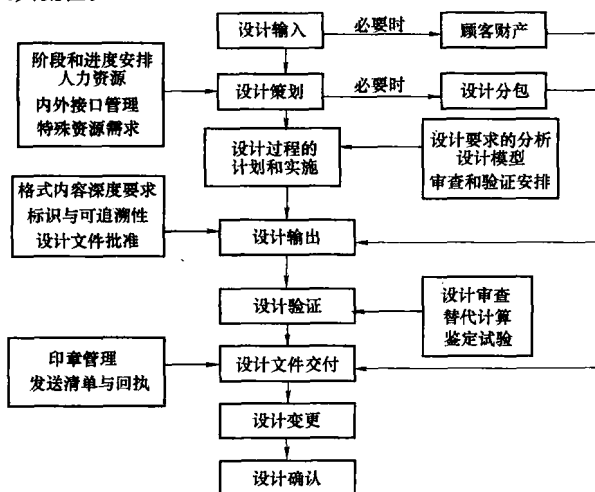 设计输入
必要时
顾客财产
阶段和进度安排
人力资源
内外接口管理
特殊资源需求
设计策划
必要时
设计分包
设计过程的
计划和实施
设计要求的分析
设计模型
审查和验证安排
格式内容深度要求
标识与可追溯性
设计文件批准
设计输出
设计验证
设计审查
替代计算
鉴定试验
印章管理
发送清单与回执
设计文件交付
设计变更
设计确认